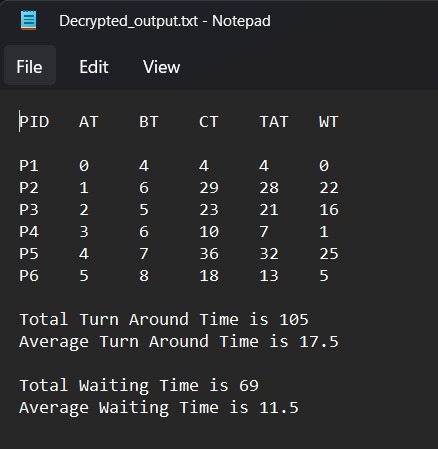 Decrypted_output.txt - Notepad
File Edit View
PID AT BT CT TAT WT
P1 0 4 4 4 0
P2 1 6 29 28 22
P3 2 5 23 21 16
P4 3 6 10 7 1
P5 4 7 36 32 25
P6 5 8 18 13 5
Total Turn Around Time is 105
Average Turn Around Time is 17.5
Total Waiting Time is 69
Average Waiting Time is 11.5